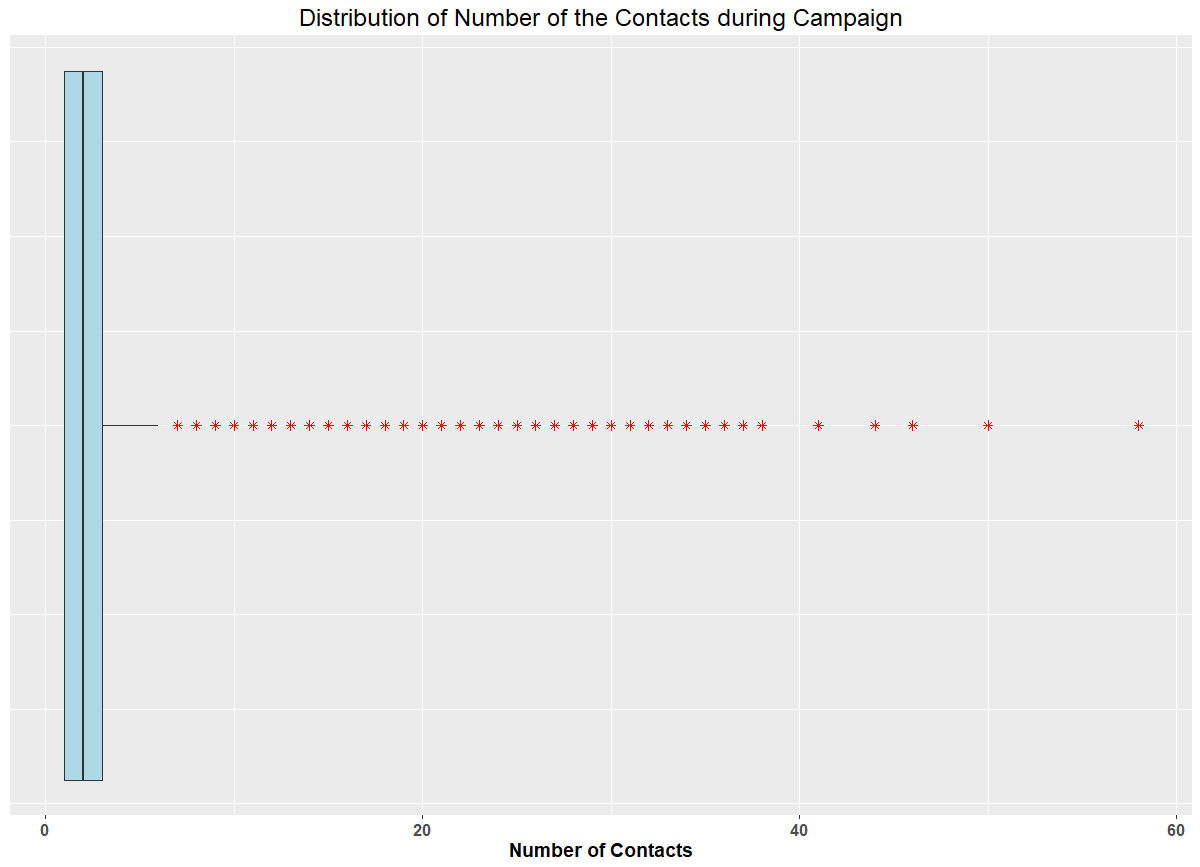 Distribution of Number of the Contacts during Campaign
0 20 40 60
Number of Contacts